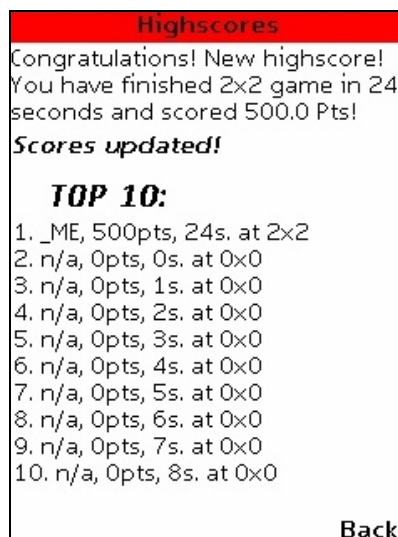 Highscores
Congratulations! New highscore!
You have finished 2x2 game in 24
seconds and scored 500.0 Pts!
Scores updated!
TOP 10:
1. _ME, 500pts, 24s. at 2x2
2. n/a, 0pts, 0s. at 0x0
3. n/a, 0pts, 1s. at 0x0
4. n/a, 0pts, 2s. at 0x0
5. n/a, 0pts, 3s. at 0x0
6. n/a, 0pts, 4s. at 0x0
7. n/a, 0pts, 5s. at 0x0
8. n/a, 0pts, 6s. at 0x0
9. n/a, 0pts, 7s. at 0x0
10. n/a, 0pts, 8s. at 0x0
Back